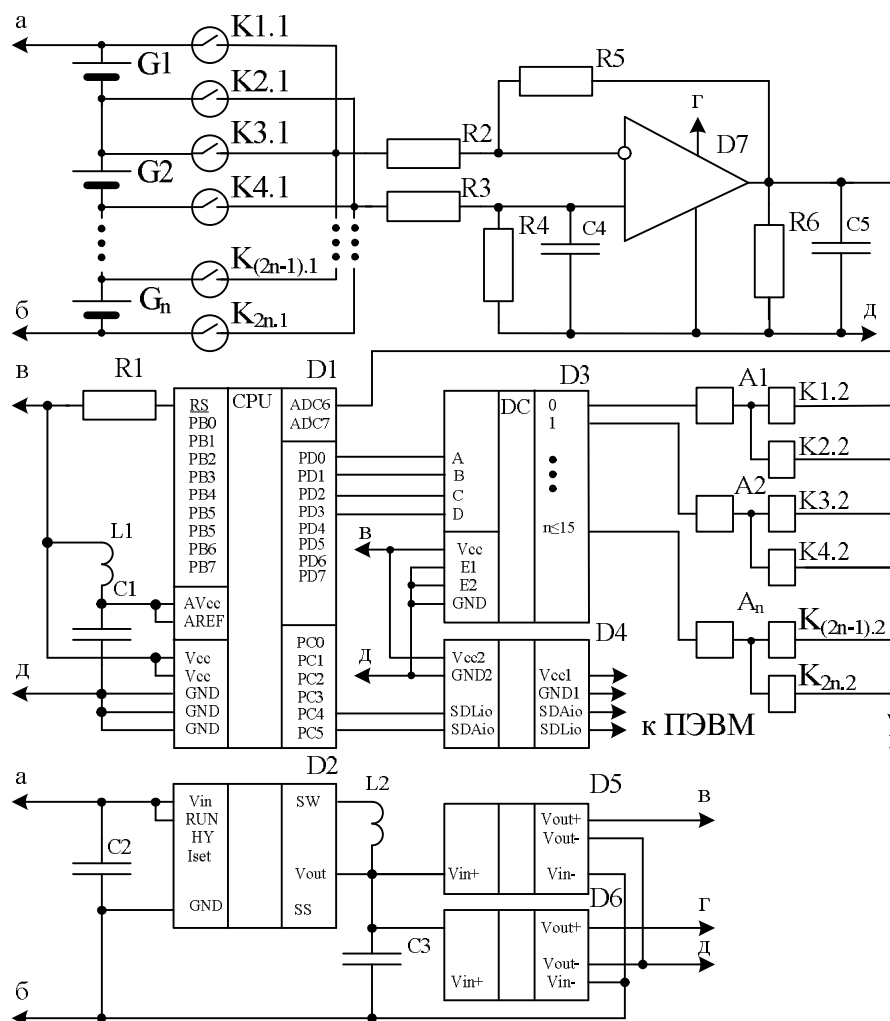 а
K1.1
G1
K2.1
K3.1
G2
K4.1
K(2n-1).1
Gn
б
K2n.1
R5
R2
г
D7
R3
R4
C4
R6
C5
д
в
R1
D1
D3
A1
RS
CPU
ADC6
ADC7
DC
0
1
K1.2
PB0
PB1
PB2
PB3
PB4
PB5
PB5
PB6
PB7
PD0
PD1
PD2
PD3
PD4
PD5
PD6
PD7
A
B
C
D
n≤15
K2.2
A2
K3.2
K4.2
An
K(2n-1).2
K2n.2
L1
C1
AVcc
AREF
в
Vcc
E1
E2
GND
D4
Vcc
Vcc
GND
GND
GND
PC0
PC1
PC2
PC3
PC4
PC5
д
д
Vcc2
GND2
SDLio
SDAio
Vcc1
GND1
SDAio
SDLio
к ПЭВМ
а
D2
L2
D5
в
Vin
RUN
HY
Iset
GND
SW
Vout
SS
C2
Vin+
Vout+
Vout-
Vin-
D6
г
C3
Vin+
Vout+
Vout-
Vin-
д
б